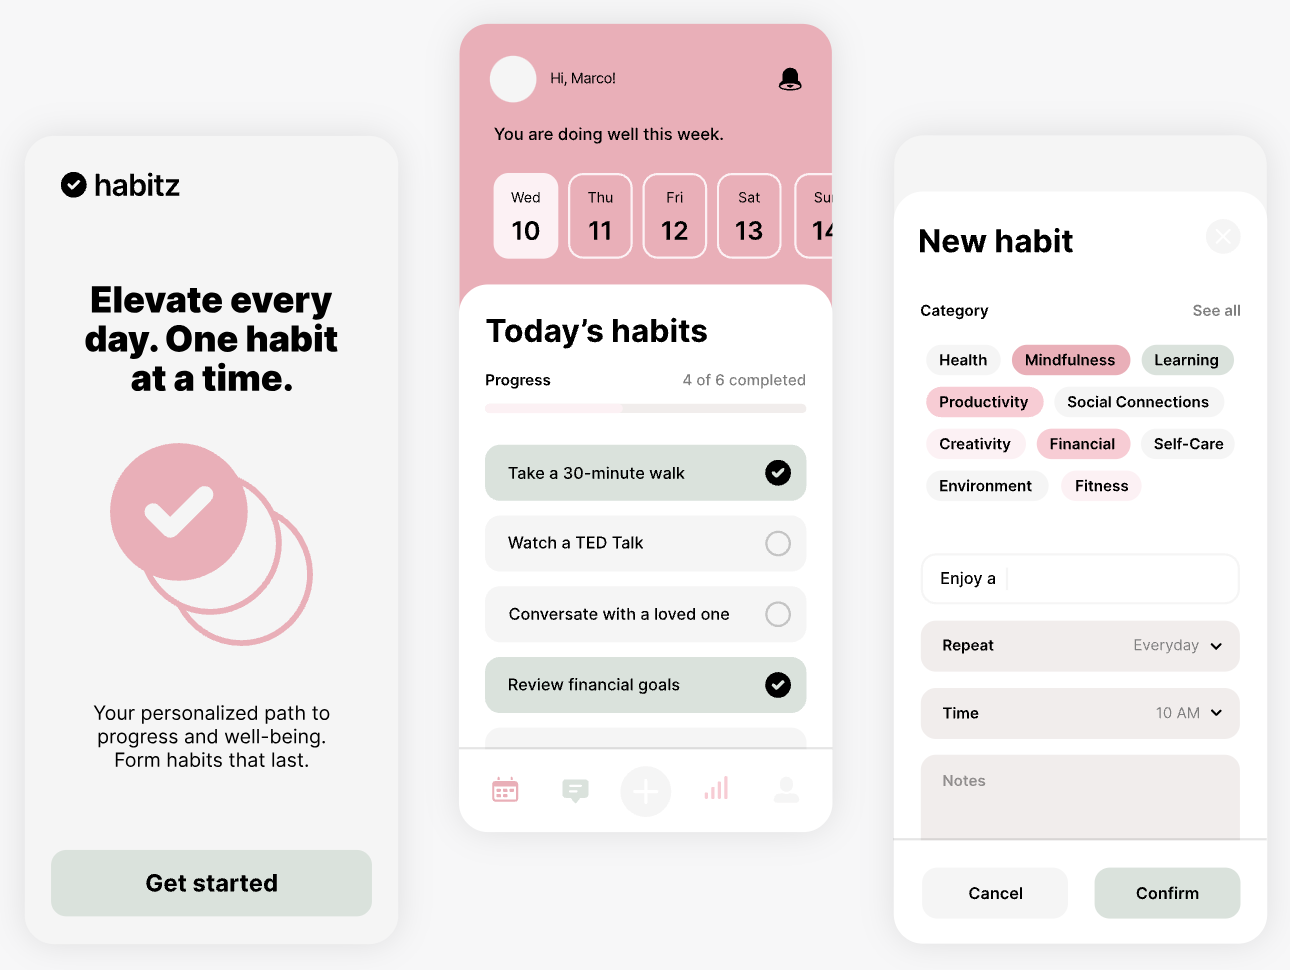 habitz
Elevate every
day. One habit
at a time.
Your personalized path to
progress and well-being.
Form habits that last.
Get started
Hi, Marco!
You are doing well this week.
Wed Thu Fri Sat Sun
10 11 12 13 14
Today’s habits
Progress 4 of 6 completed
Take a 30-minute walk
Watch a TED Talk
Conversate with a loved one
Review financial goals
New habit
Category See all
Health Mindfulness Learning
Productivity Social Connections
Creativity Financial Self-Care
Environment Fitness
Enjoy a
Repeat Everyday
Time 10 AM
Notes
Cancel Confirm